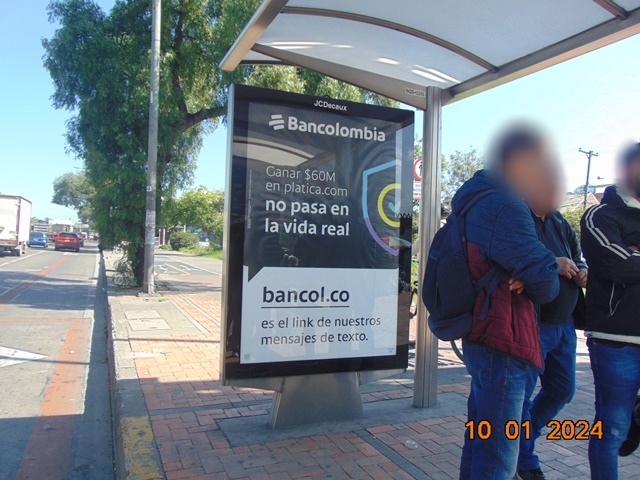 JCDecaux
Bancolombia
Ganar $60M
en platica.com
no pasa en
la vida real
bancol.co
es el link de nuestros
mensajes de texto.
10 01 2024